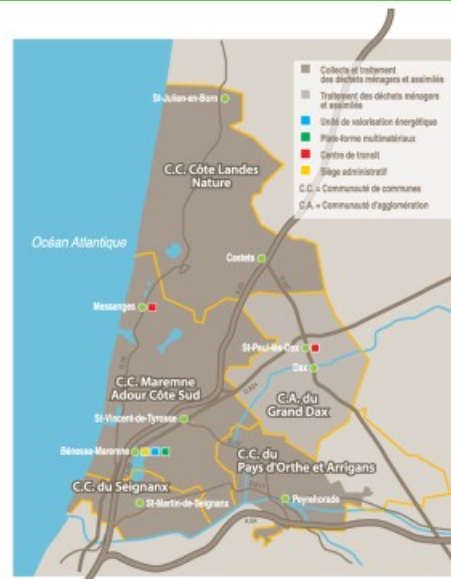 Collecte et traitement
des déchets ménagers et assimilés
Traitement des déchets ménagers
et assimilés
Unité de valorisation énergétique
Plate-forme multimatériaux
Centre de transit
Siège administratif
C.C. = Communauté de communes
C.A. = Communauté d'agglomération
St-Julien-en-Born
C.C. Côte Landes
Nature
Océan Atlantique
Castets
Messanges
St-Paul-lès-Dax
Dax
C.C. Maremne
Adour Côte Sud
C.A. du
Grand Dax
D.824
St-Vincent-de-Tyrosse
Bénesse-Maremne
C.C. du
Pays d'Orthe et Arrigans
C.C. du Seignanx
St-Martin-de-Seignanx
Peyrehorade